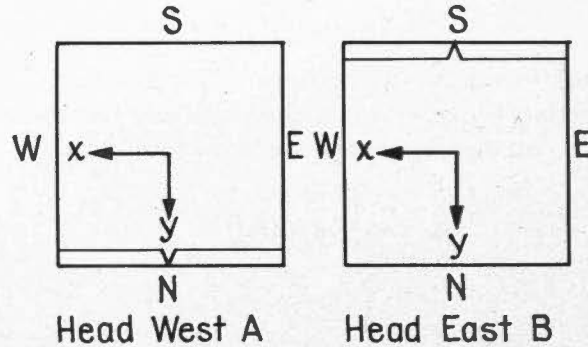 S S
W x E W x E
y y
N N
Head West A Head East B